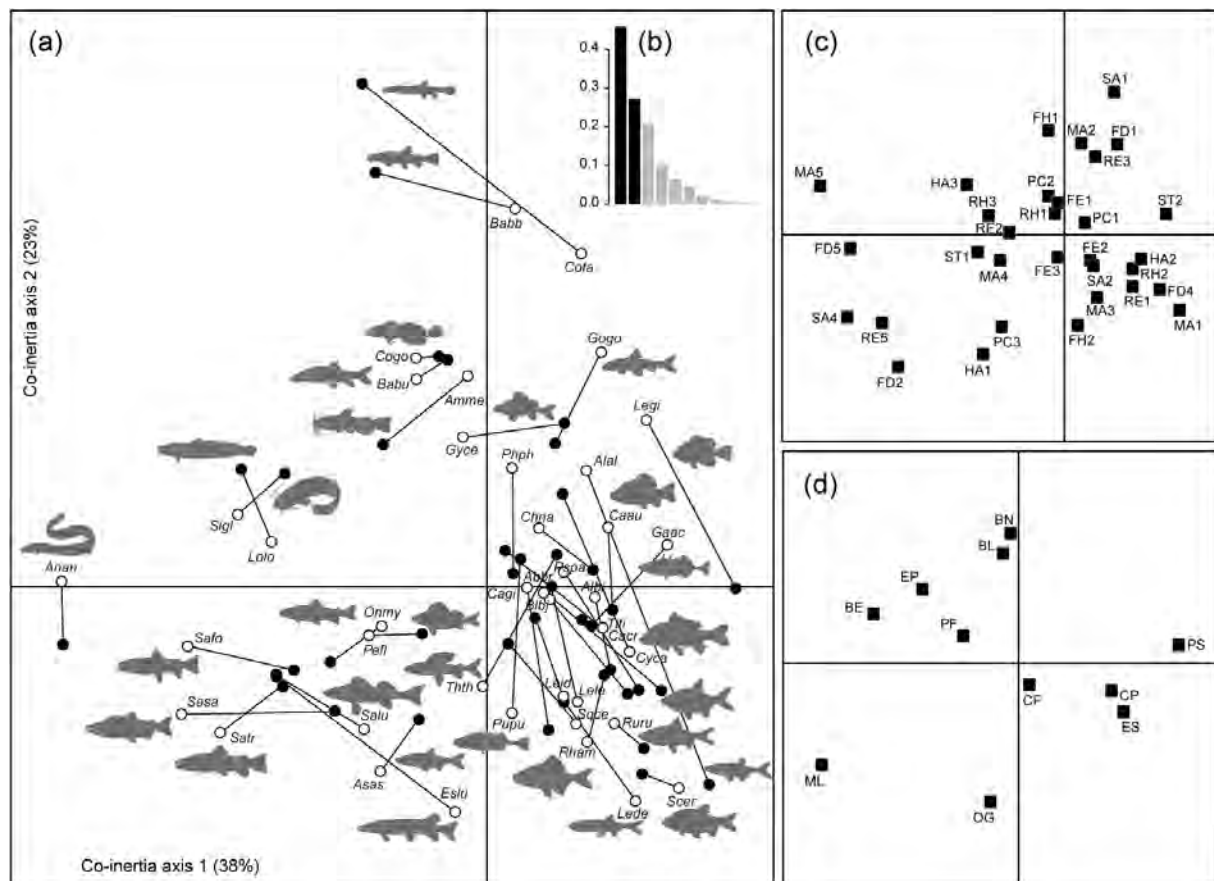 (a)
(b)
0.4
0.3
0.2
0.1
0.0
Babb
Cota
Co-inertia axis 2 (23%)
Cogo
Babu
Amme
Gogo
Gyce
Legi
Phph
Alal
Sigl
Lolo
Chna
Caau
Gaac
Anan
Cagi
Abbr
Blbj
Pspa
Albi
Titi
Cacr
Cyca
Safo
Onmy
Pefl
Thth
Leid
Lele
Sasa
Satr
Salu
Pupu
Soce
Ruru
Rham
Asas
Eslu
Lede
Scer
Co-inertia axis 1 (38%)
(c)
SA1
FH1
MA2
FD1
RE3
MA5
HA3
PC2
FE1
RH3
RH1
PC1
ST2
RE2
FD5
ST1
MA4
FE3
FE2
SA2
HA2
RH2
RE1
FD4
MA3
MA1
SA4
RE5
PC3
FH2
FD2
HA1
(d)
BN
BL
EP
BE
PF
PS
CF
CP
ES
ML
OG